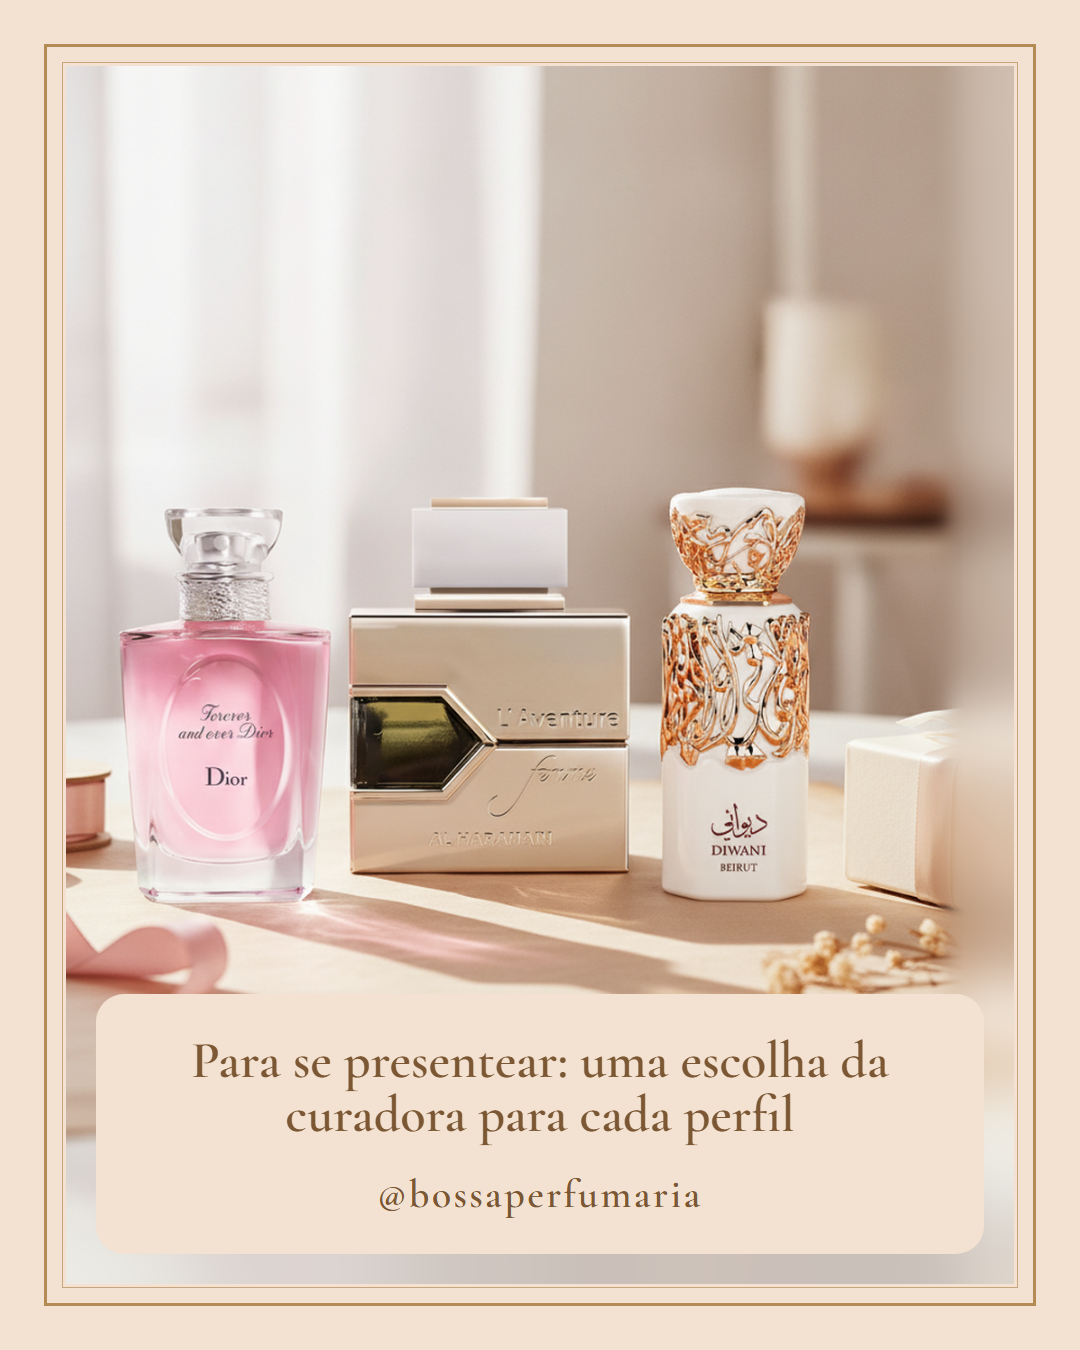 Forever
and ever Dior
Dior
L'Aventure
femme
AL HARAMAIN
ديواني
DIWANI
BEIRUT
Para se presentear: uma escolha da
curadora para cada perfil
@bossaperfumaria